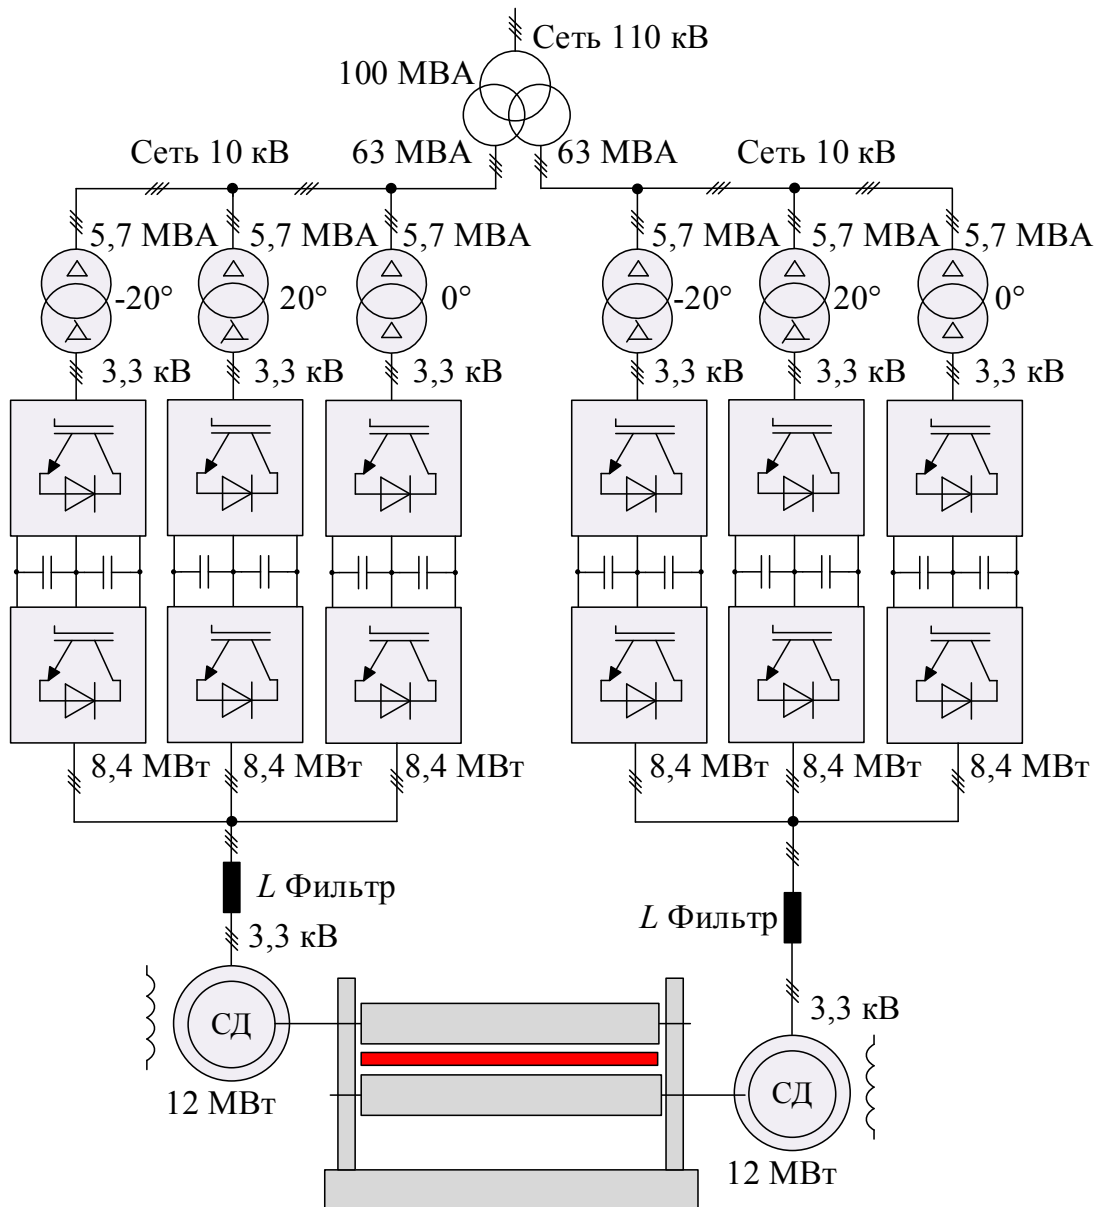 Сеть 110 кВ
100 МВА
Сеть 10 кВ 63 МВА 63 МВА Сеть 10 кВ
5,7 МВА 5,7 МВА 5,7 МВА 5,7 МВА 5,7 МВА 5,7 МВА
-20° 20° 0° -20° 20° 0°
3,3 кВ 3,3 кВ 3,3 кВ 3,3 кВ 3,3 кВ 3,3 кВ
8,4 МВт 8,4 МВт 8,4 МВт 8,4 МВт 8,4 МВт 8,4 МВт
L Фильтр
L Фильтр
3,3 кВ
3,3 кВ
СД
СД
12 МВт
12 МВт